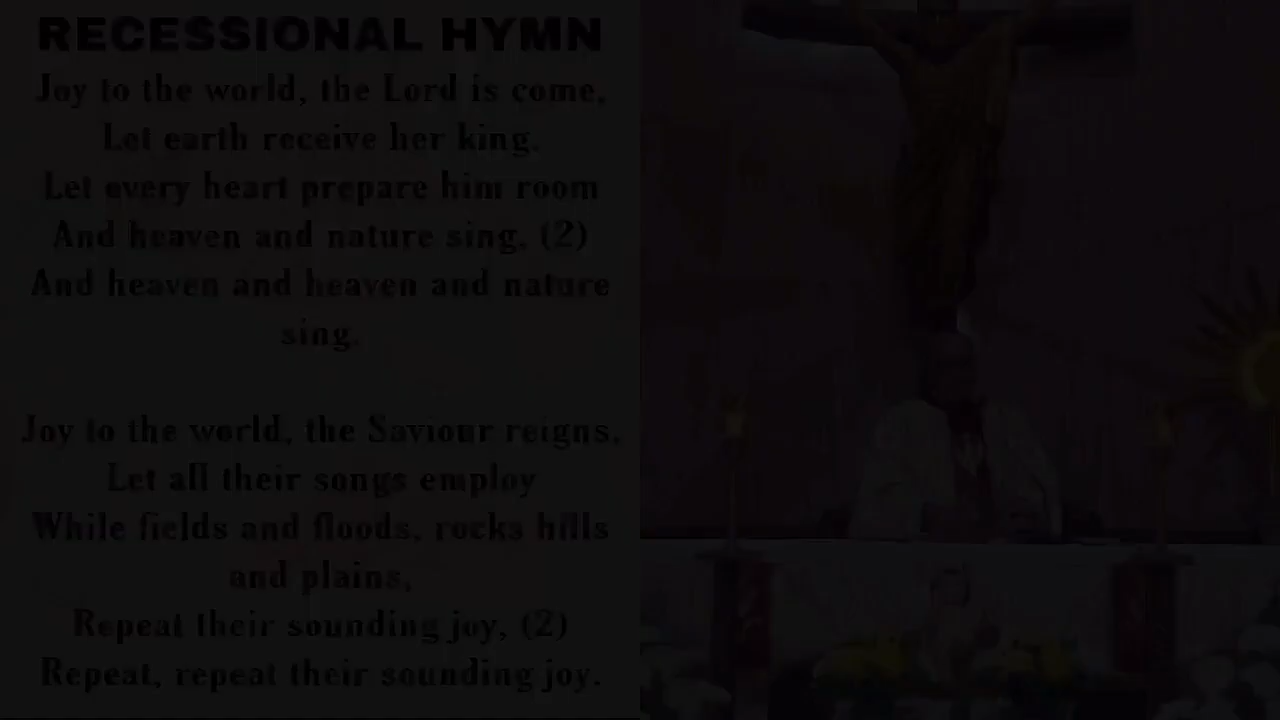 RECESSIONAL HYMN
Joy to the world, the Lord is come,
Let earth receive her king.
Let every heart prepare him room
And heaven and nature sing, (2)
And heaven and heaven and nature
sing.
Joy to the world, the Saviour reigns,
Let all their songs employ
While fields and floods, rocks hills
and plains,
Repeat their sounding joy, (2)
Repeat, repeat their sounding joy.